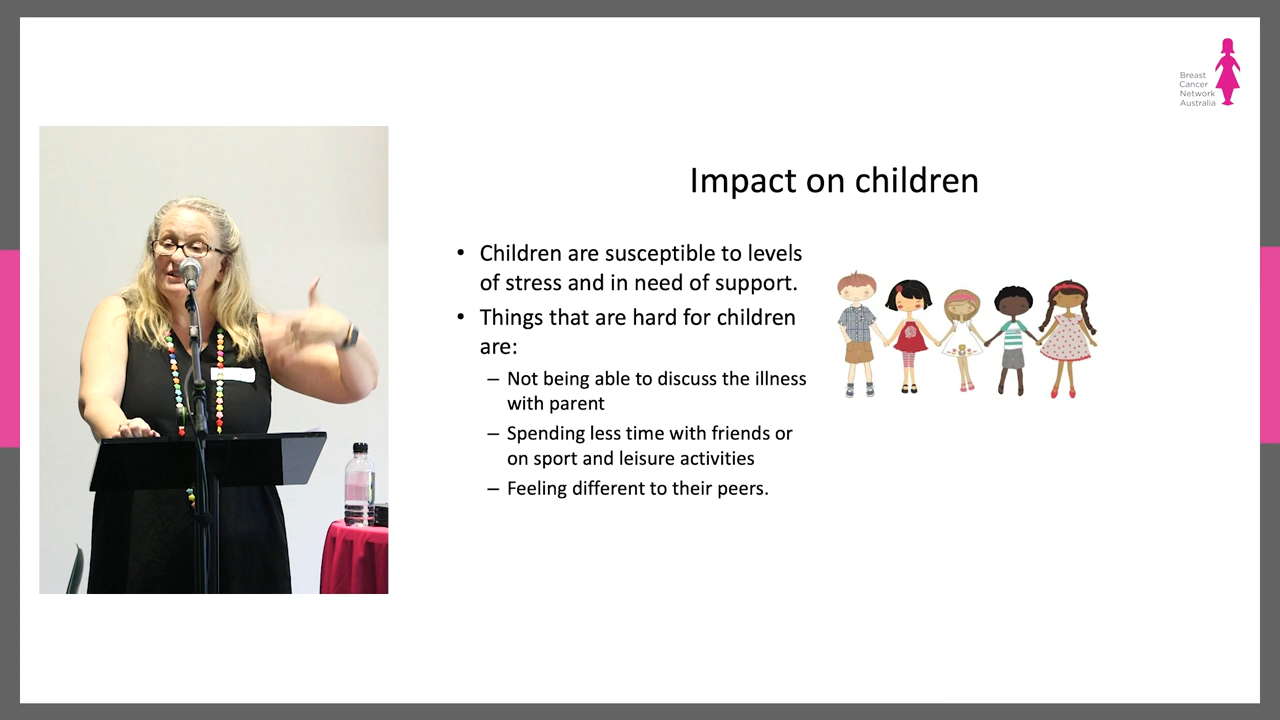 Breast
Cancer
Network
Australia
Impact on children
• Children are susceptible to levels
of stress and in need of support.
• Things that are hard for children
are:
– Not being able to discuss the illness
with parent
– Spending less time with friends or
on sport and leisure activities
– Feeling different to their peers.